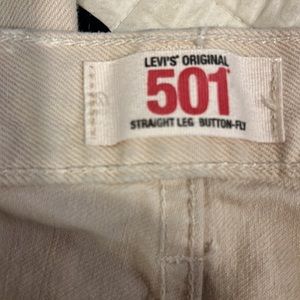 LEVI'S® ORIGINAL
501
STRAIGHT LEG BUTTON-FLY